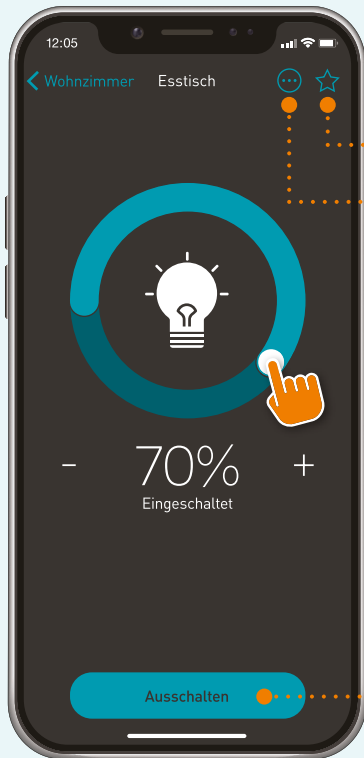 12:05
Wohnzimmer Esstisch
- 70% +
Eingeschaltet
Ausschalten